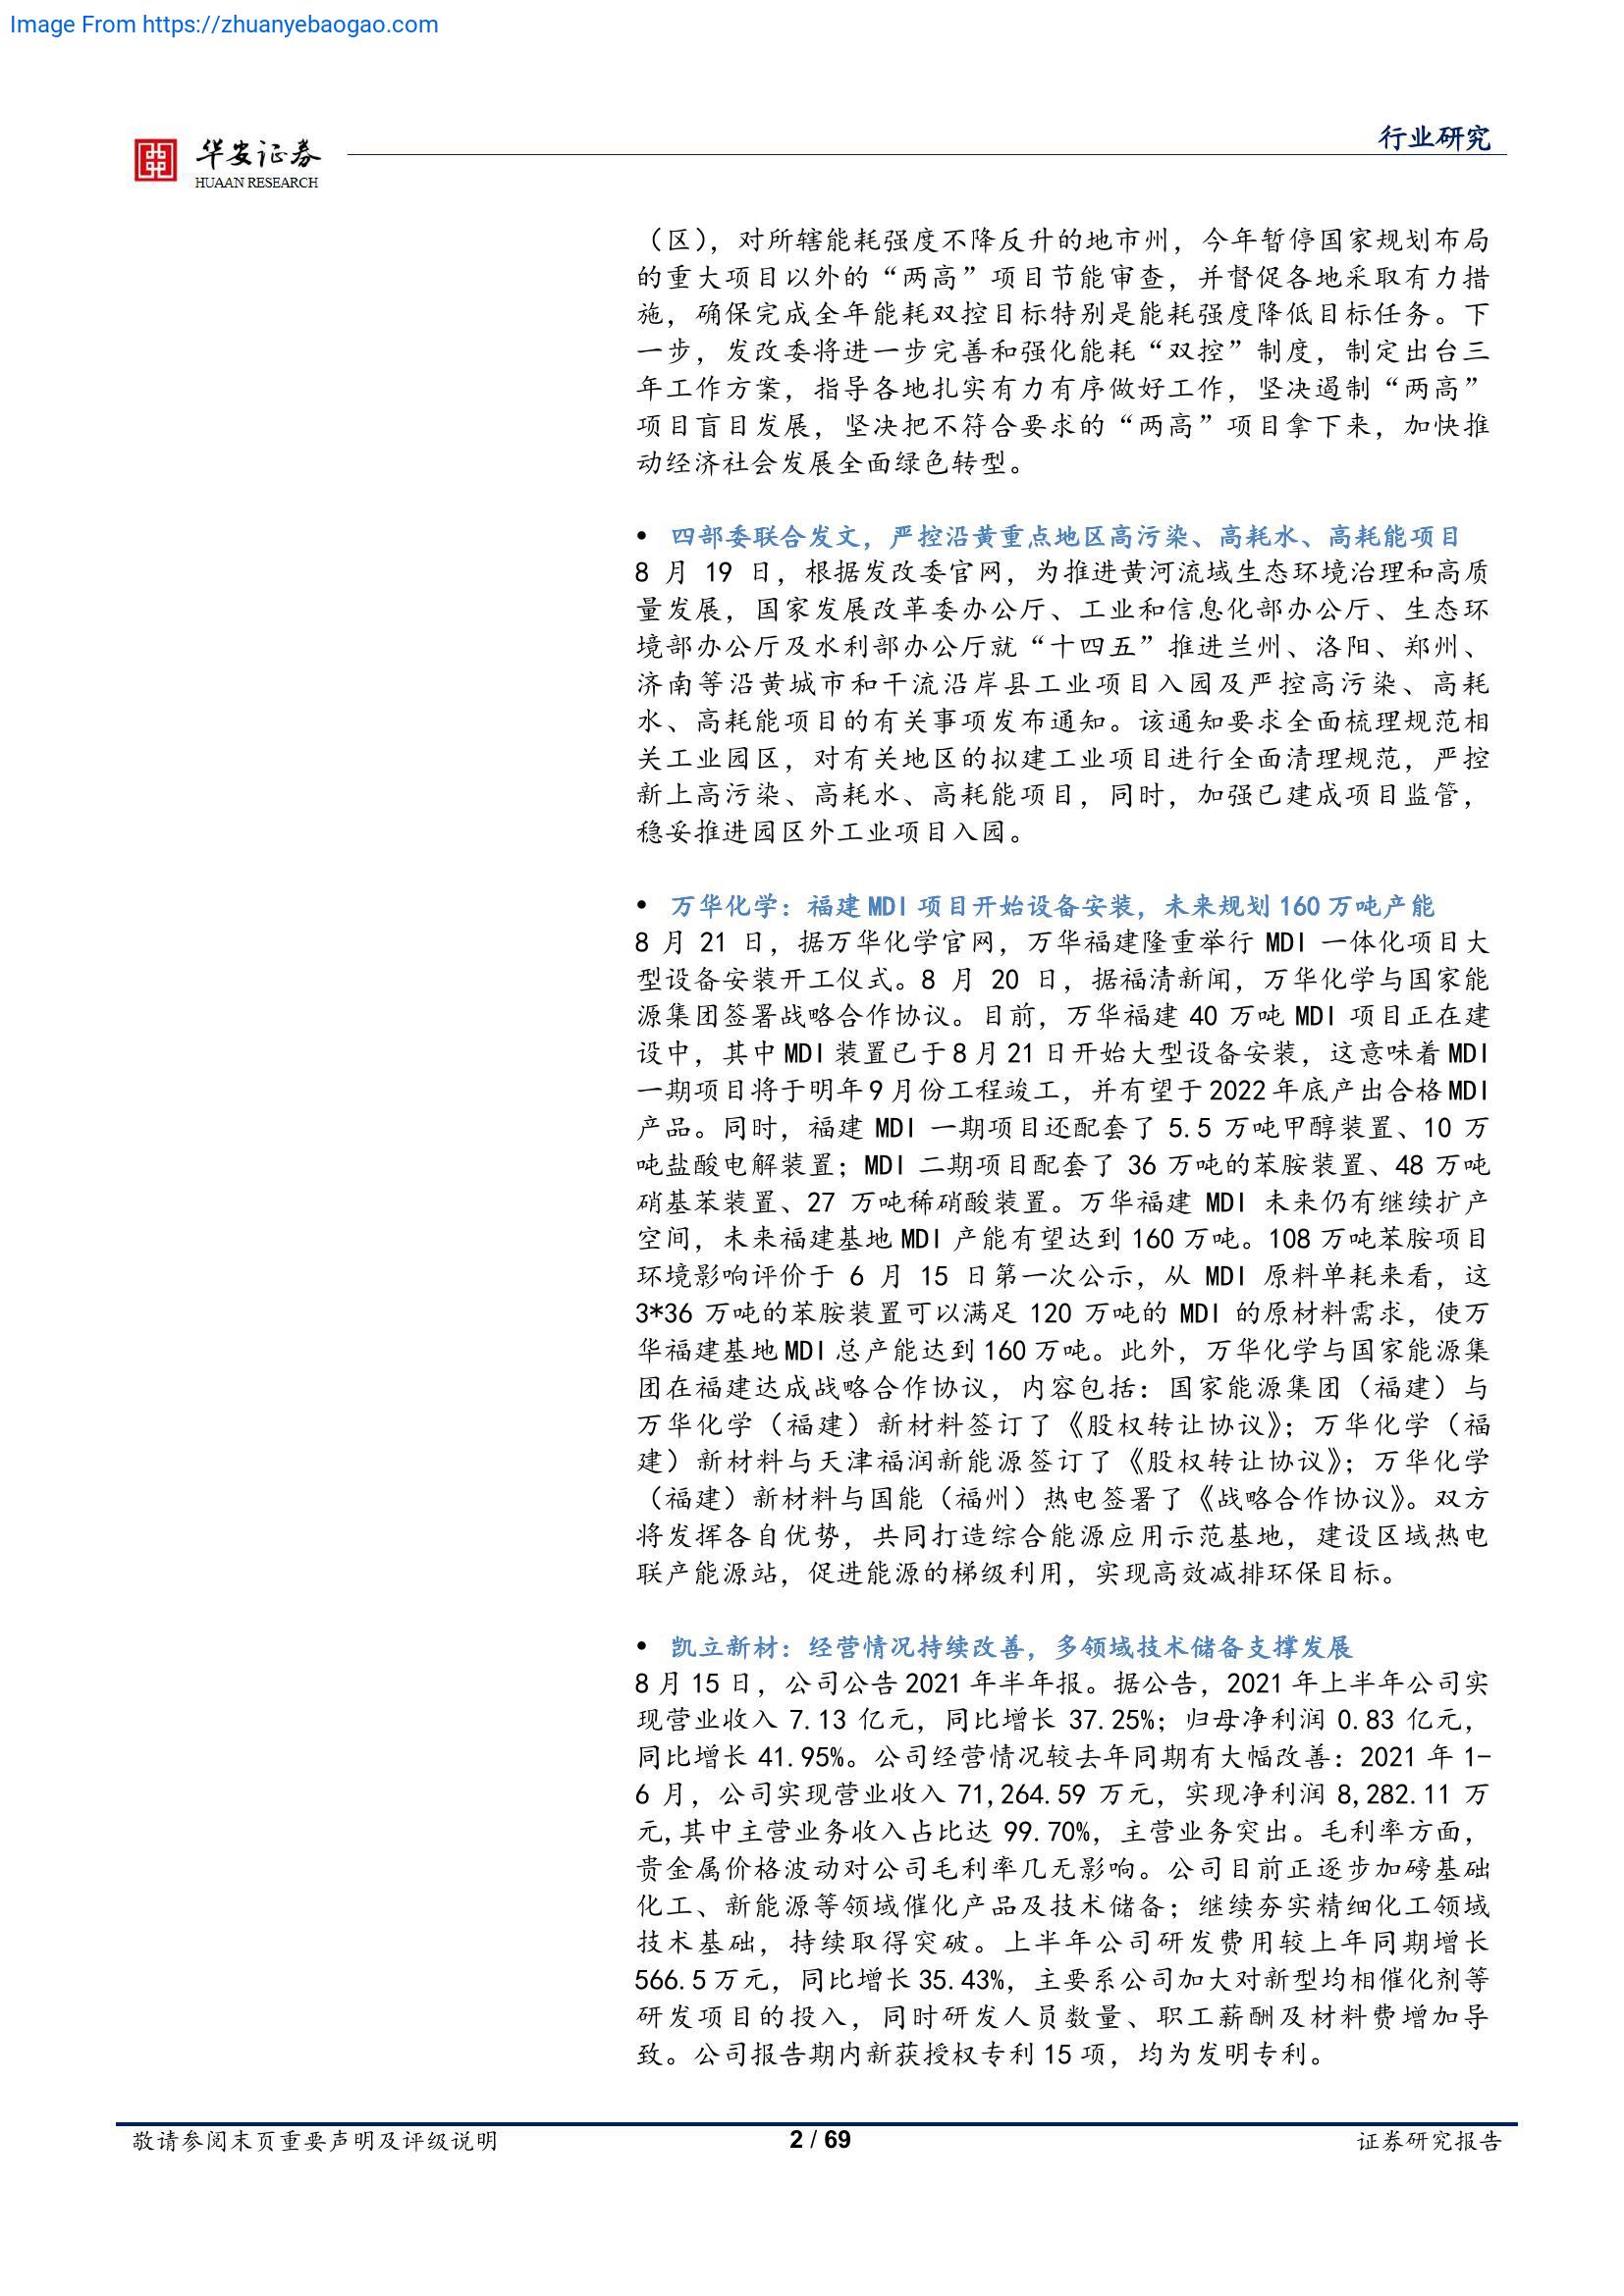 Image From https://zhuanyebaogao.com
华安证券
HUAAN RESEARCH
行业研究
（区），对所辖能耗强度不降反升的地市州，今年暂停国家规划布局
的重大项目以外的“两高”项目节能审查，并督促各地采取有力措
施，确保完成全年能耗双控目标特别是能耗强度降低目标任务。下
一步，发改委将进一步完善和强化能耗“双控”制度，制定出台三
年工作方案，指导各地扎实有力有序做好工作，坚决遏制“两高”
项目盲目发展，坚决把不符合要求的“两高”项目拿下来，加快推
动经济社会发展全面绿色转型。
• 四部委联合发文，严控沿黄重点地区高污染、高耗水、高耗能项目
8 月 19 日，根据发改委官网，为推进黄河流域生态环境治理和高质
量发展，国家发展改革委办公厅、工业和信息化部办公厅、生态环
境部办公厅及水利部办公厅就“十四五”推进兰州、洛阳、郑州、
济南等沿黄城市和干流沿岸县工业项目入园及严控高污染、高耗
水、高耗能项目的有关事项发布通知。该通知要求全面梳理规范相
关工业园区，对有关地区的拟建工业项目进行全面清理规范，严控
新上高污染、高耗水、高耗能项目，同时，加强已建成项目监管，
稳妥推进园区外工业项目入园。
• 万华化学：福建 MDI 项目开始设备安装，未来规划 160 万吨产能
8 月 21 日，据万华化学官网，万华福建隆重举行 MDI 一体化项目大
型设备安装开工仪式。8 月 20 日，据福清新闻，万华化学与国家能
源集团签署战略合作协议。目前，万华福建 40 万吨 MDI 项目正在建
设中，其中 MDI 装置已于 8 月 21 日开始大型设备安装，这意味着 MDI
一期项目将于明年 9 月份工程竣工，并有望于 2022 年底产出合格 MDI
产品。同时，福建 MDI 一期项目还配套了 5.5 万吨甲醇装置、10 万
吨盐酸电解装置；MDI 二期项目配套了 36 万吨的苯胺装置、48 万吨
硝基苯装置、27 万吨稀硝酸装置。万华福建 MDI 未来仍有继续扩产
空间，未来福建基地 MDI 产能有望达到 160 万吨。108 万吨苯胺项目
环境影响评价于 6 月 15 日第一次公示，从 MDI 原料单耗来看，这
3*36 万吨的苯胺装置可以满足 120 万吨的 MDI 的原材料需求，使万
华福建基地 MDI 总产能达到 160 万吨。此外，万华化学与国家能源集
团在福建达成战略合作协议，内容包括：国家能源集团（福建）与
万华化学（福建）新材料签订了《股权转让协议》；万华化学（福
建）新材料与天津福润新能源签订了《股权转让协议》；万华化学
（福建）新材料与国能（福州）热电签署了《战略合作协议》。双方
将发挥各自优势，共同打造综合能源应用示范基地，建设区域热电
联产能源站，促进能源的梯级利用，实现高效减排环保目标。
• 凯立新材：经营情况持续改善，多领域技术储备支撑发展
8 月 15 日，公司公告 2021 年半年报。据公告，2021 年上半年公司实
现营业收入 7.13 亿元，同比增长 37.25%；归母净利润 0.83 亿元，
同比增长 41.95%。公司经营情况较去年同期有大幅改善：2021 年 1-
6 月，公司实现营业收入 71,264.59 万元，实现净利润 8,282.11 万
元,其中主营业务收入占比达 99.70%，主营业务突出。毛利率方面，
贵金属价格波动对公司毛利率几无影响。公司目前正逐步加磅基础
化工、新能源等领域催化产品及技术储备；继续夯实精细化工领域
技术基础，持续取得突破。上半年公司研发费用较上年同期增长
566.5 万元，同比增长 35.43%，主要系公司加大对新型均相催化剂等
研发项目的投入，同时研发人员数量、职工薪酬及材料费增加导
致。公司报告期内新获授权专利 15 项，均为发明专利。
敬请参阅末页重要声明及评级说明
2 / 69
证券研究报告